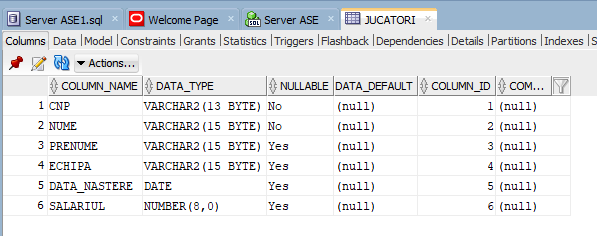 Server ASE1.sql Welcome Page Server ASE JUCATORI
Columns Data Model Constraints Grants Statistics Triggers Flashback Dependencies Details Partitions Indexes S
Actions...
COLUMN_NAME DATA_TYPE NULLABLE DATA_DEFAULT COLUMN_ID COM...
1 CNP VARCHAR2(13 BYTE) No (null) 1 (null)
2 NUME VARCHAR2(15 BYTE) No (null) 2 (null)
3 PRENUME VARCHAR2(15 BYTE) Yes (null) 3 (null)
4 ECHIPA VARCHAR2(15 BYTE) Yes (null) 4 (null)
5 DATA_NASTERE DATE Yes (null) 5 (null)
6 SALARIUL NUMBER(8,0) Yes (null) 6 (null)